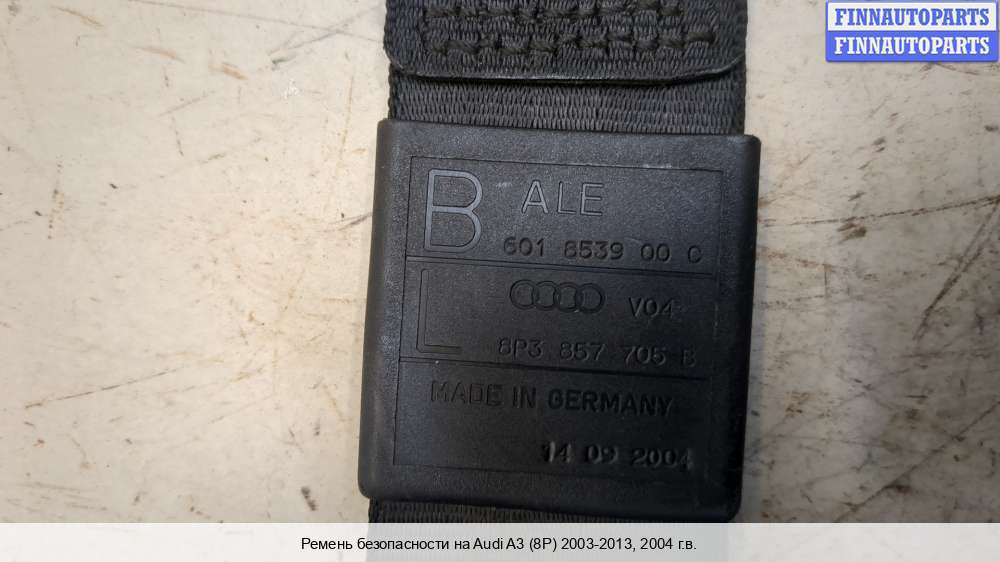 FINNAUTOPARTS
FINNAUTOPARTS
B ALE
601 8539 00 C
L V04
8P3 857 705 B
MADE IN GERMANY
14 09 2004
Ремень безопасности на Audi A3 (8P) 2003-2013, 2004 г.в.